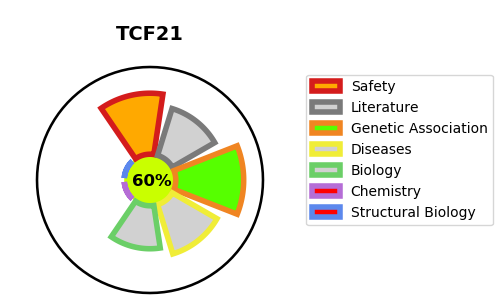 TCF21
60%
Safety
Literature
Genetic Association
Diseases
Biology
Chemistry
Structural Biology